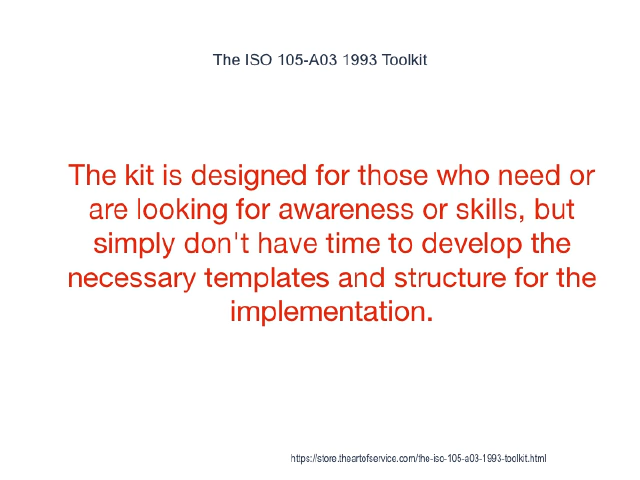 The ISO 105-A03 1993 Toolkit
The kit is designed for those who need or
are looking for awareness or skills, but
simply don't have time to develop the
necessary templates and structure for the
implementation.
https://store.theartofservice.com/the-iso-105-a03-1993-toolkit.html